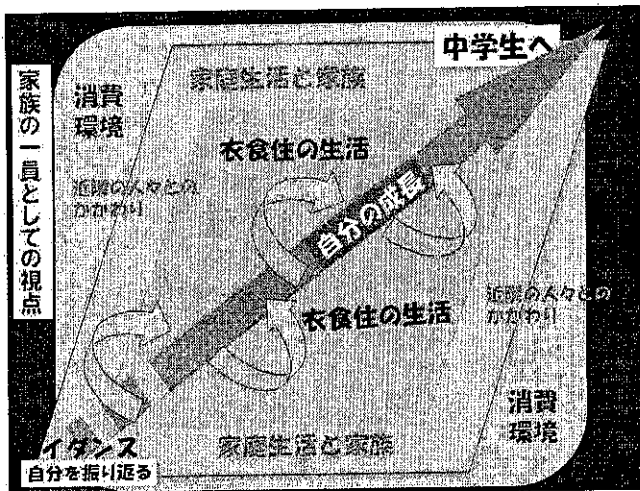 中学生へ
家族の一員としての視点
消費
環境
家庭生活と家族
衣食住の生活
近隣の人々との
かかわり
自分の成長
衣食住の生活
近隣の人々との
かかわり
消費
環境
家庭生活と家族
イダンス
自分を振り返る